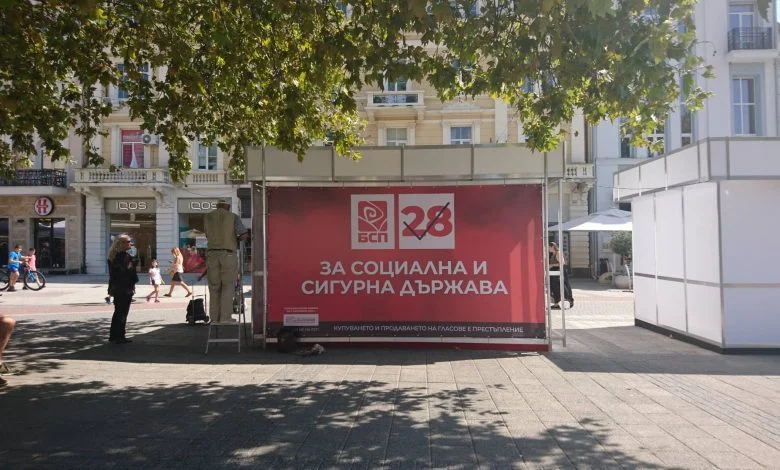 IQOS
IQOS
БСП
28
ЗА СОЦИАЛНА И
СИГУРНА ДЪРЖАВА
КУПУВАНЕТО И ПРОДАВАНЕТО НА ГЛАСОВЕ Е ПРЕСТЪПЛЕНИЕ